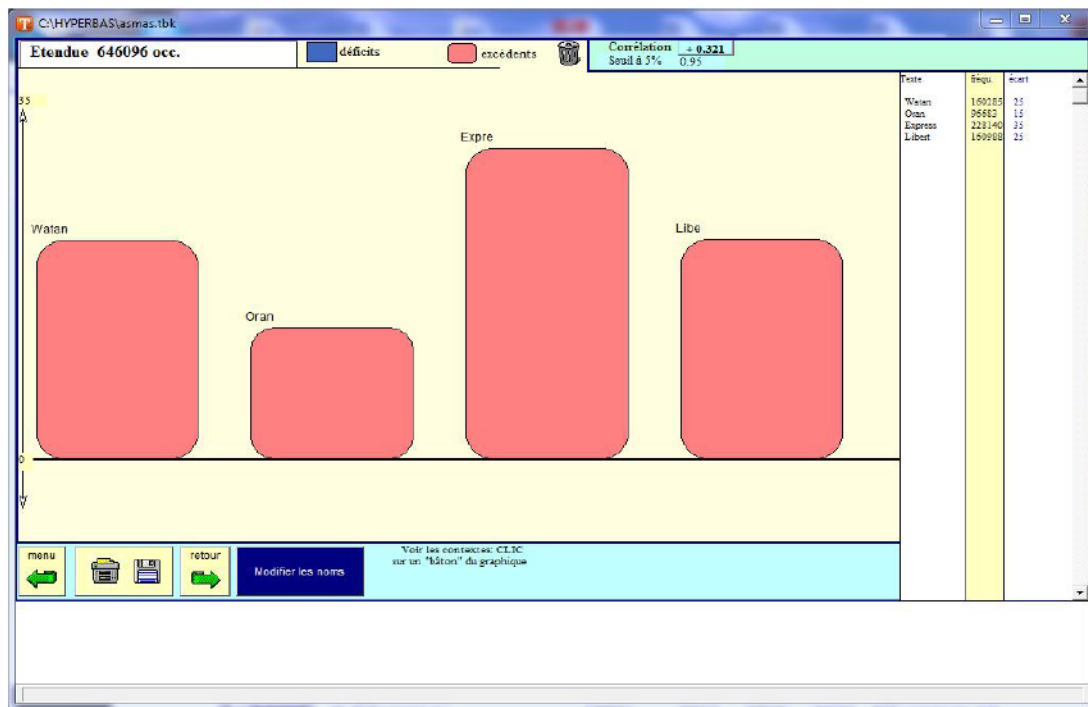 C:\HYPERBAS\asmas.tbk
Etendue 646096 occ.
déficits
excédents
Corrélation + 0.321
Seuil à 5% 0.95
Texte fréqu. écart
Watan 160285 25
Oran 96683 15
Express 228140 35
Libert 160988 25
35
Expre
Watan
Libe
Oran
0
menu
retour
Modifier les noms
Voir les contextes: CLIC
sur un "bâton" du graphique